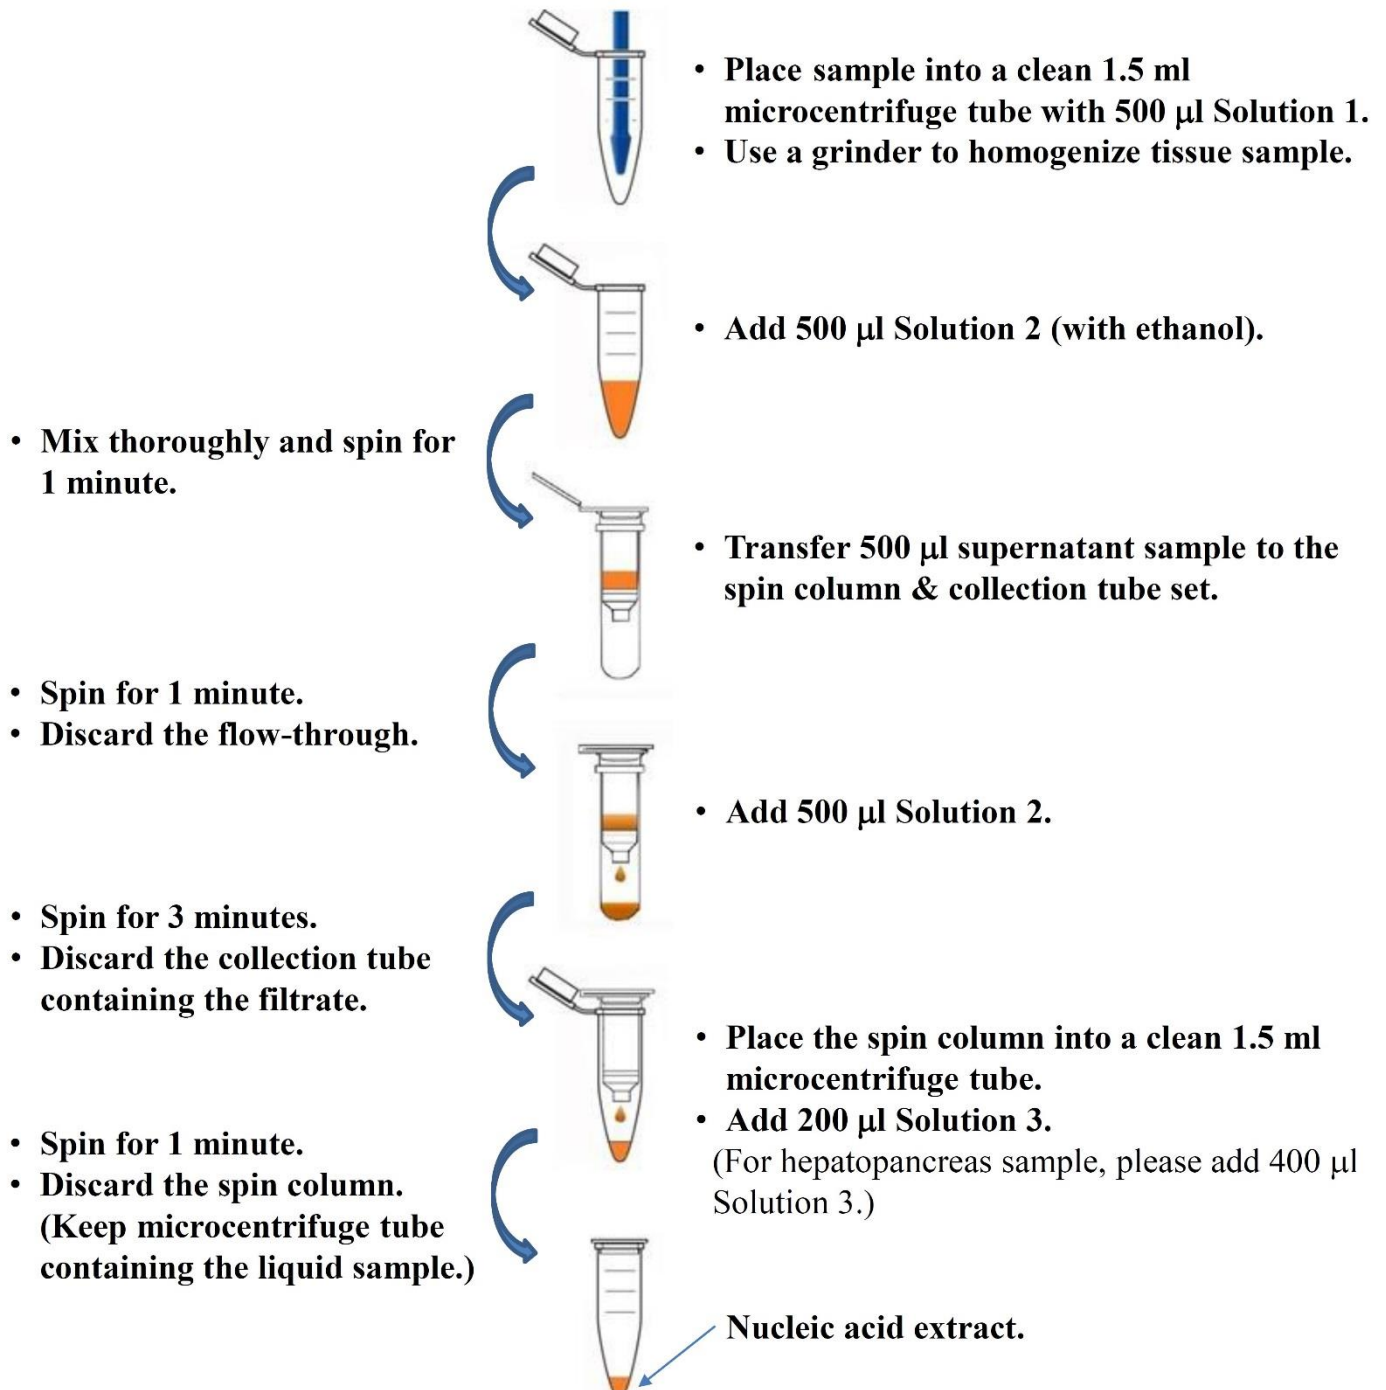 • Place sample into a clean 1.5 ml
microcentrifuge tube with 500 μl Solution 1.
• Use a grinder to homogenize tissue sample.
• Add 500 μl Solution 2 (with ethanol).
• Mix thoroughly and spin for
1 minute.
• Transfer 500 μl supernatant sample to the
spin column & collection tube set.
• Spin for 1 minute.
• Discard the flow-through.
• Add 500 μl Solution 2.
• Spin for 3 minutes.
• Discard the collection tube
containing the filtrate.
• Place the spin column into a clean 1.5 ml
microcentrifuge tube.
• Add 200 μl Solution 3.
(For hepatopancreas sample, please add 400 μl
Solution 3.)
• Spin for 1 minute.
• Discard the spin column.
(Keep microcentrifuge tube
containing the liquid sample.)
Nucleic acid extract.